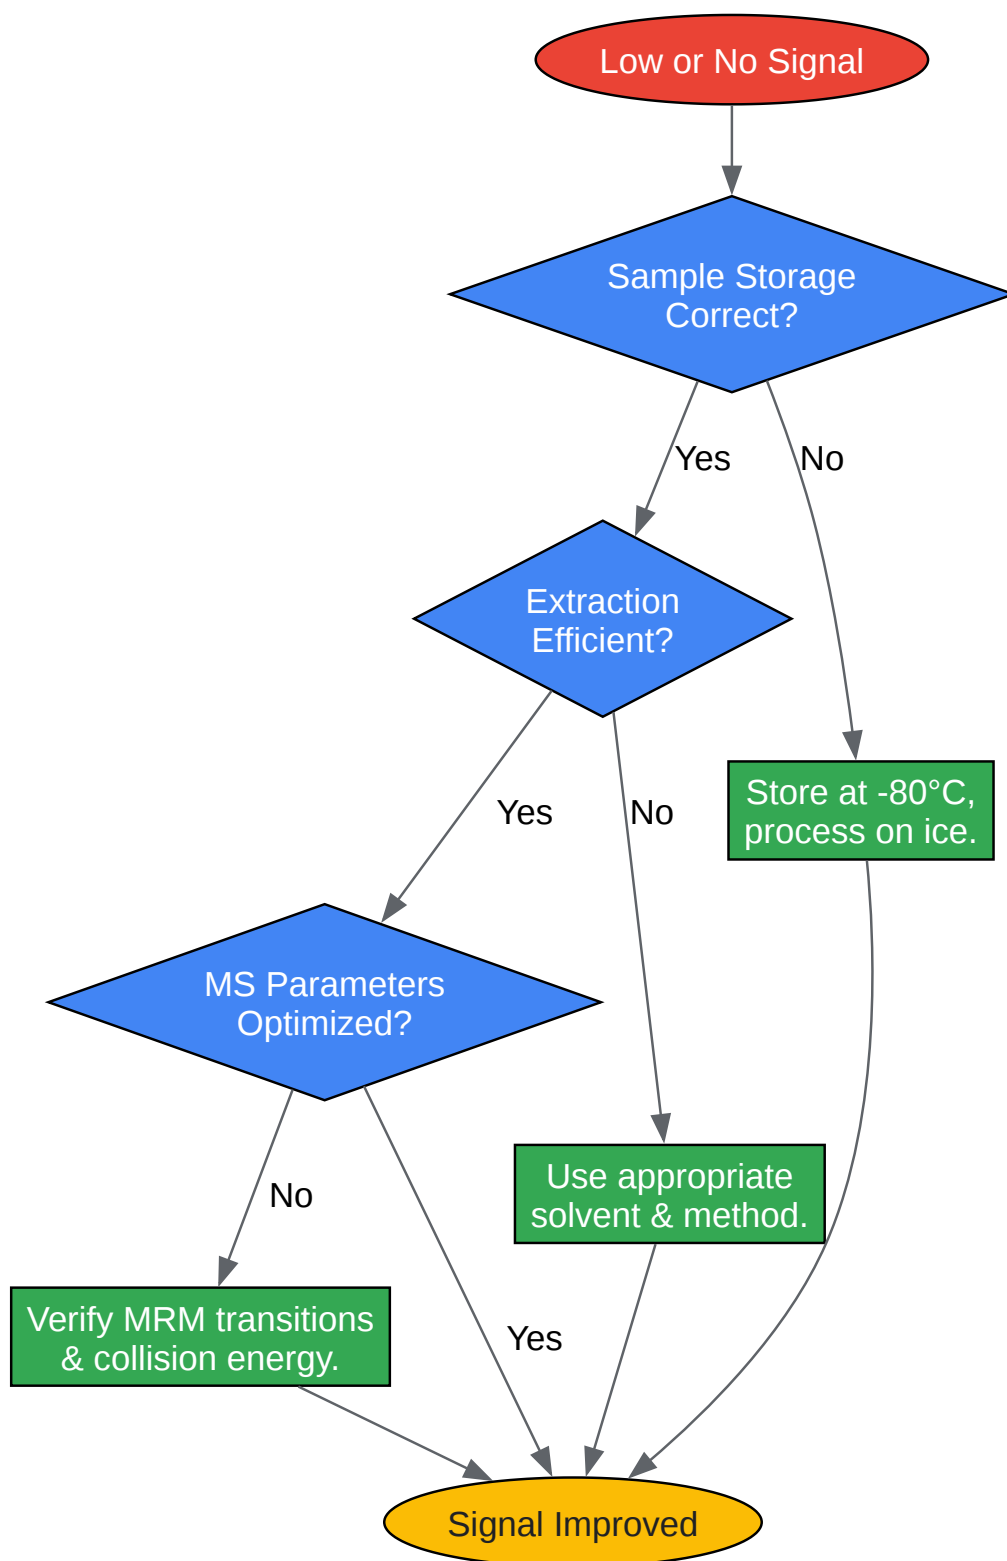 Low or No Signal
Sample Storage
Correct?
Yes
No
Extraction
Efficient?
Yes
No
Store at -80°C,
process on ice.
MS Parameters
Optimized?
No
Yes
Use appropriate
solvent & method.
Verify MRM transitions
& collision energy.
Signal Improved